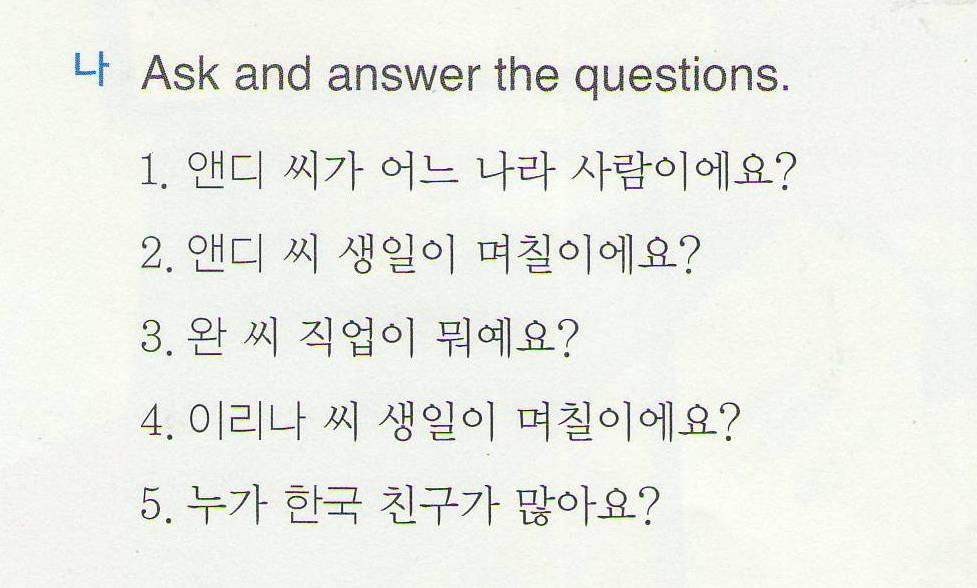 나 Ask and answer the questions.
1. 앤디 씨가 어느 나라 사람이에요?
2. 앤디 씨 생일이 며칠이에요?
3. 완 씨 직업이 뭐예요?
4. 이리나 씨 생일이 며칠이에요?
5. 누가 한국 친구가 많아요?